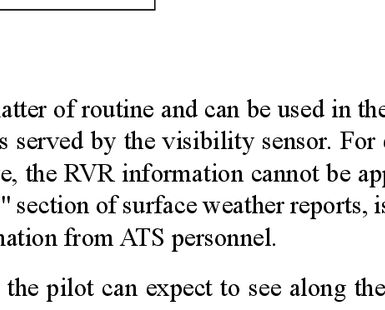 atter of routine and can be used in the
s served by the visibility sensor. For
e, the RVR information cannot be app
" section of surface weather reports, is
nation from ATS personnel.
the pilot can expect to see along the